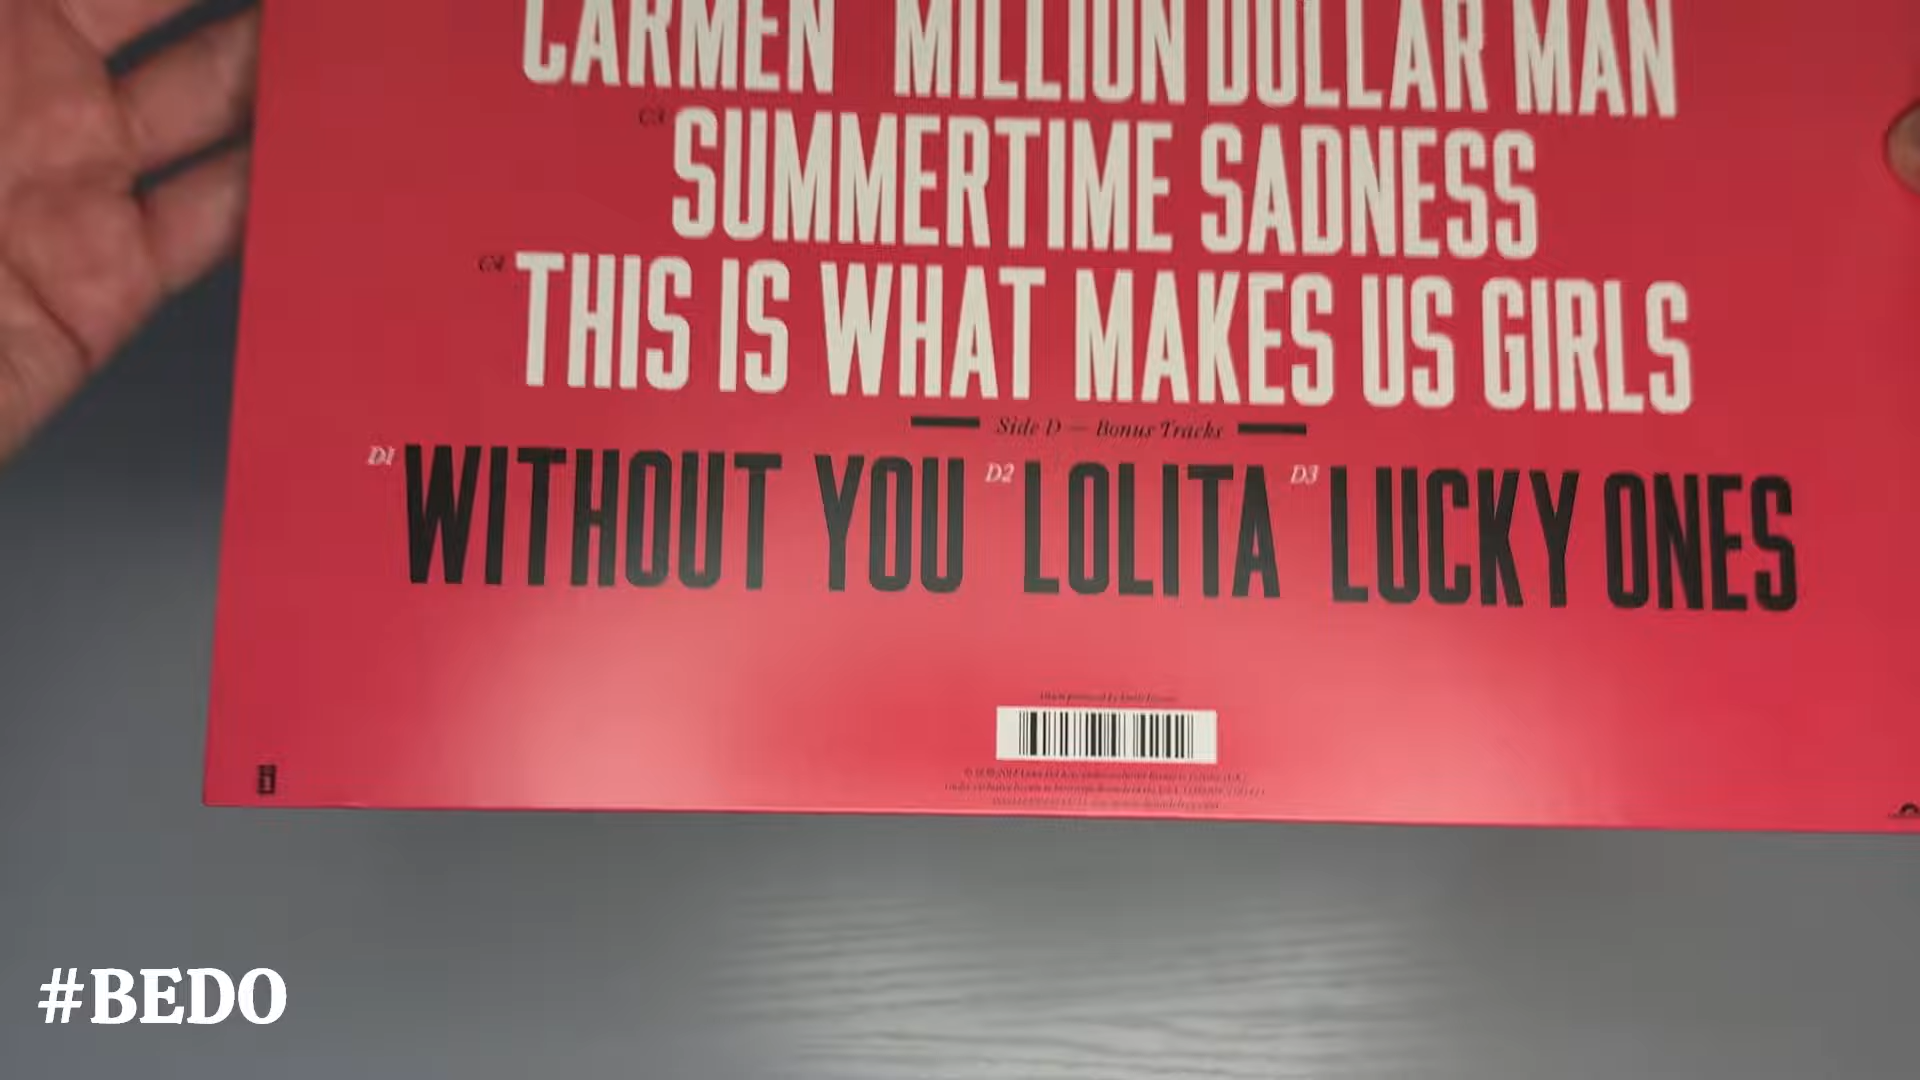 CARMEN MILLION DOLLAR MAN
C3 SUMMERTIME SADNESS
C4 THIS IS WHAT MAKES US GIRLS
Side D — Bonus Tracks
D1 WITHOUT YOU D2 LOLITA D3 LUCKY ONES
#BEDO